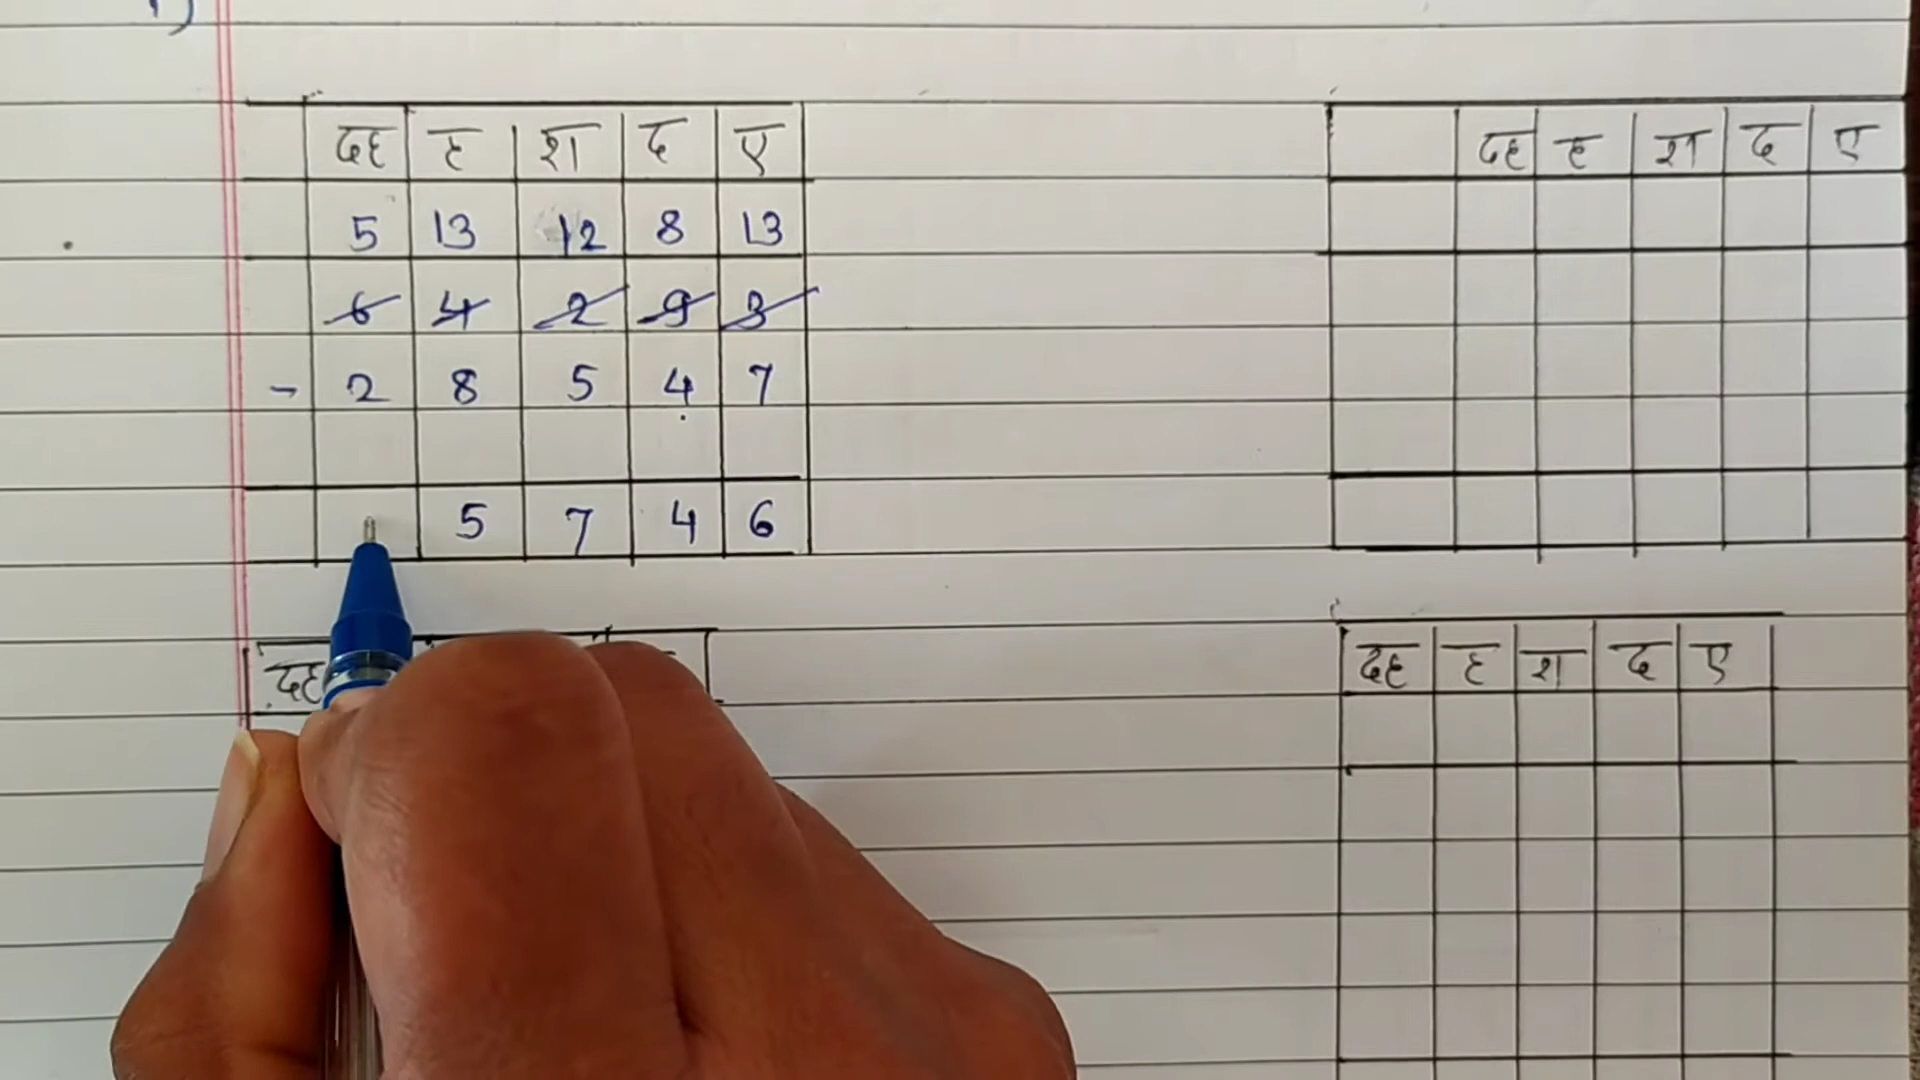 दह ह श द ए
5 13 12 8 13
6 4 2 9 3
- 2 8 5 4 7
5 7 4 6
दह ह श द ए
दह
दह ह श द ए